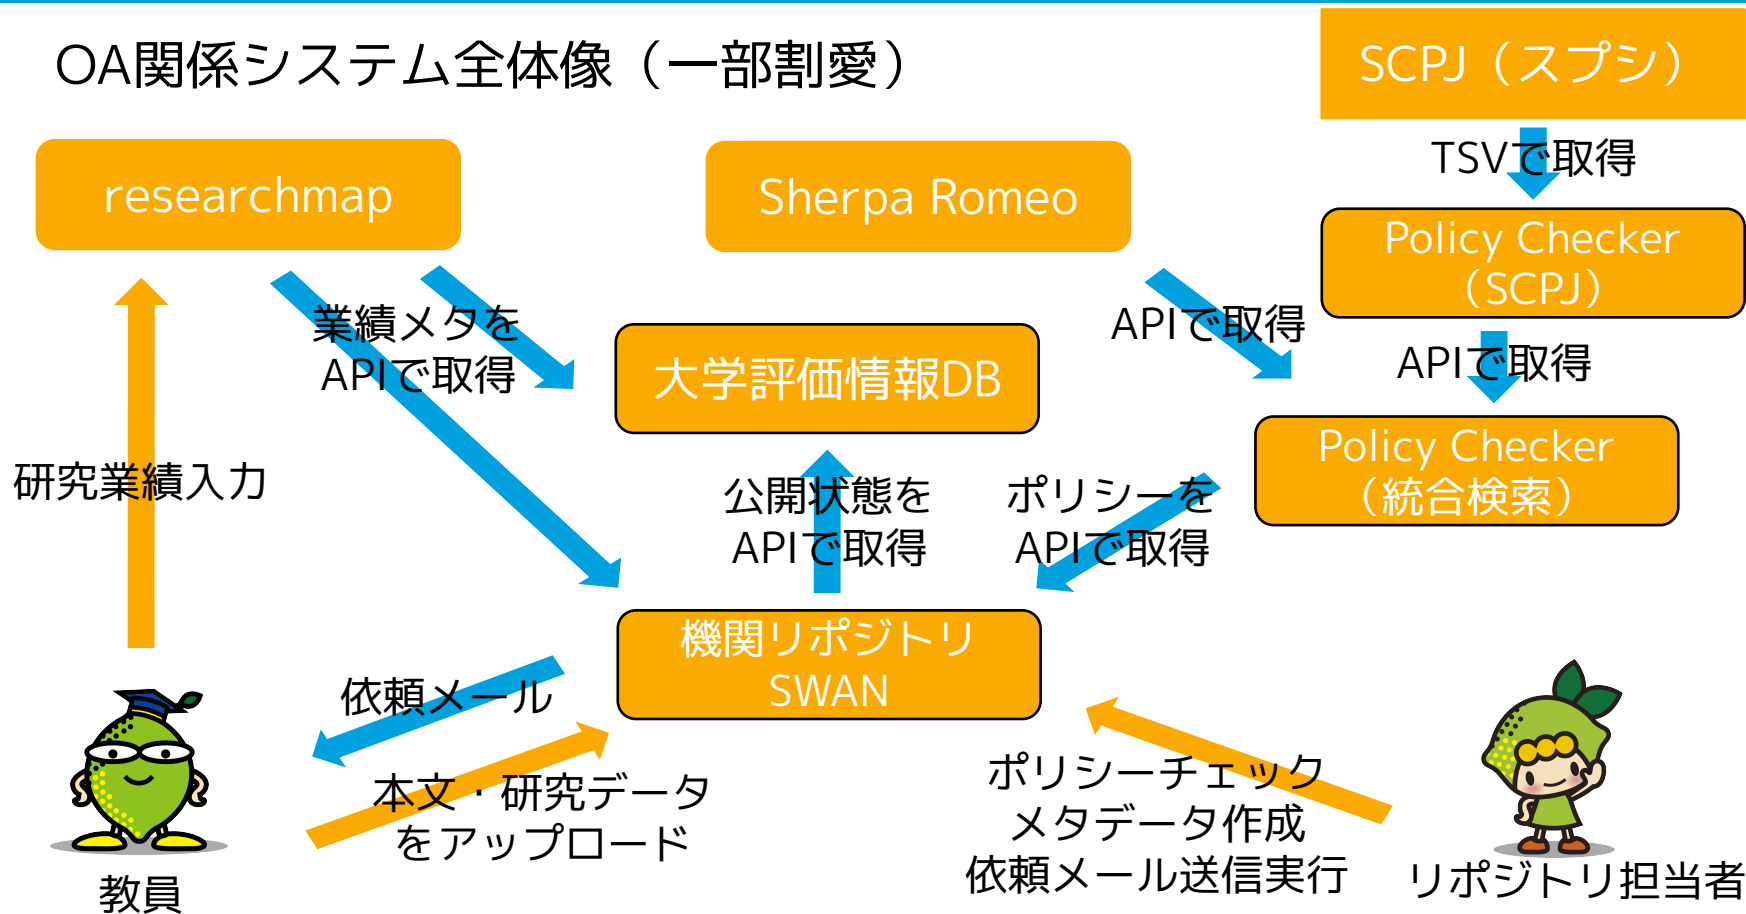 OA関係システム全体像（一部割愛）
SCPJ（スプシ）
TSVで取得
researchmap
Sherpa Romeo
Policy Checker
（SCPJ）
業績メタを
APIで取得
APIで取得
APIで取得
大学評価情報DB
Policy Checker
（統合検索）
研究業績入力
公開状態を
APIで取得
ポリシーを
APIで取得
機関リポジトリ
SWAN
依頼メール
本文・研究データ
をアップロード
ポリシーチェック
メタデータ作成
依頼メール送信実行
教員
リポジトリ担当者